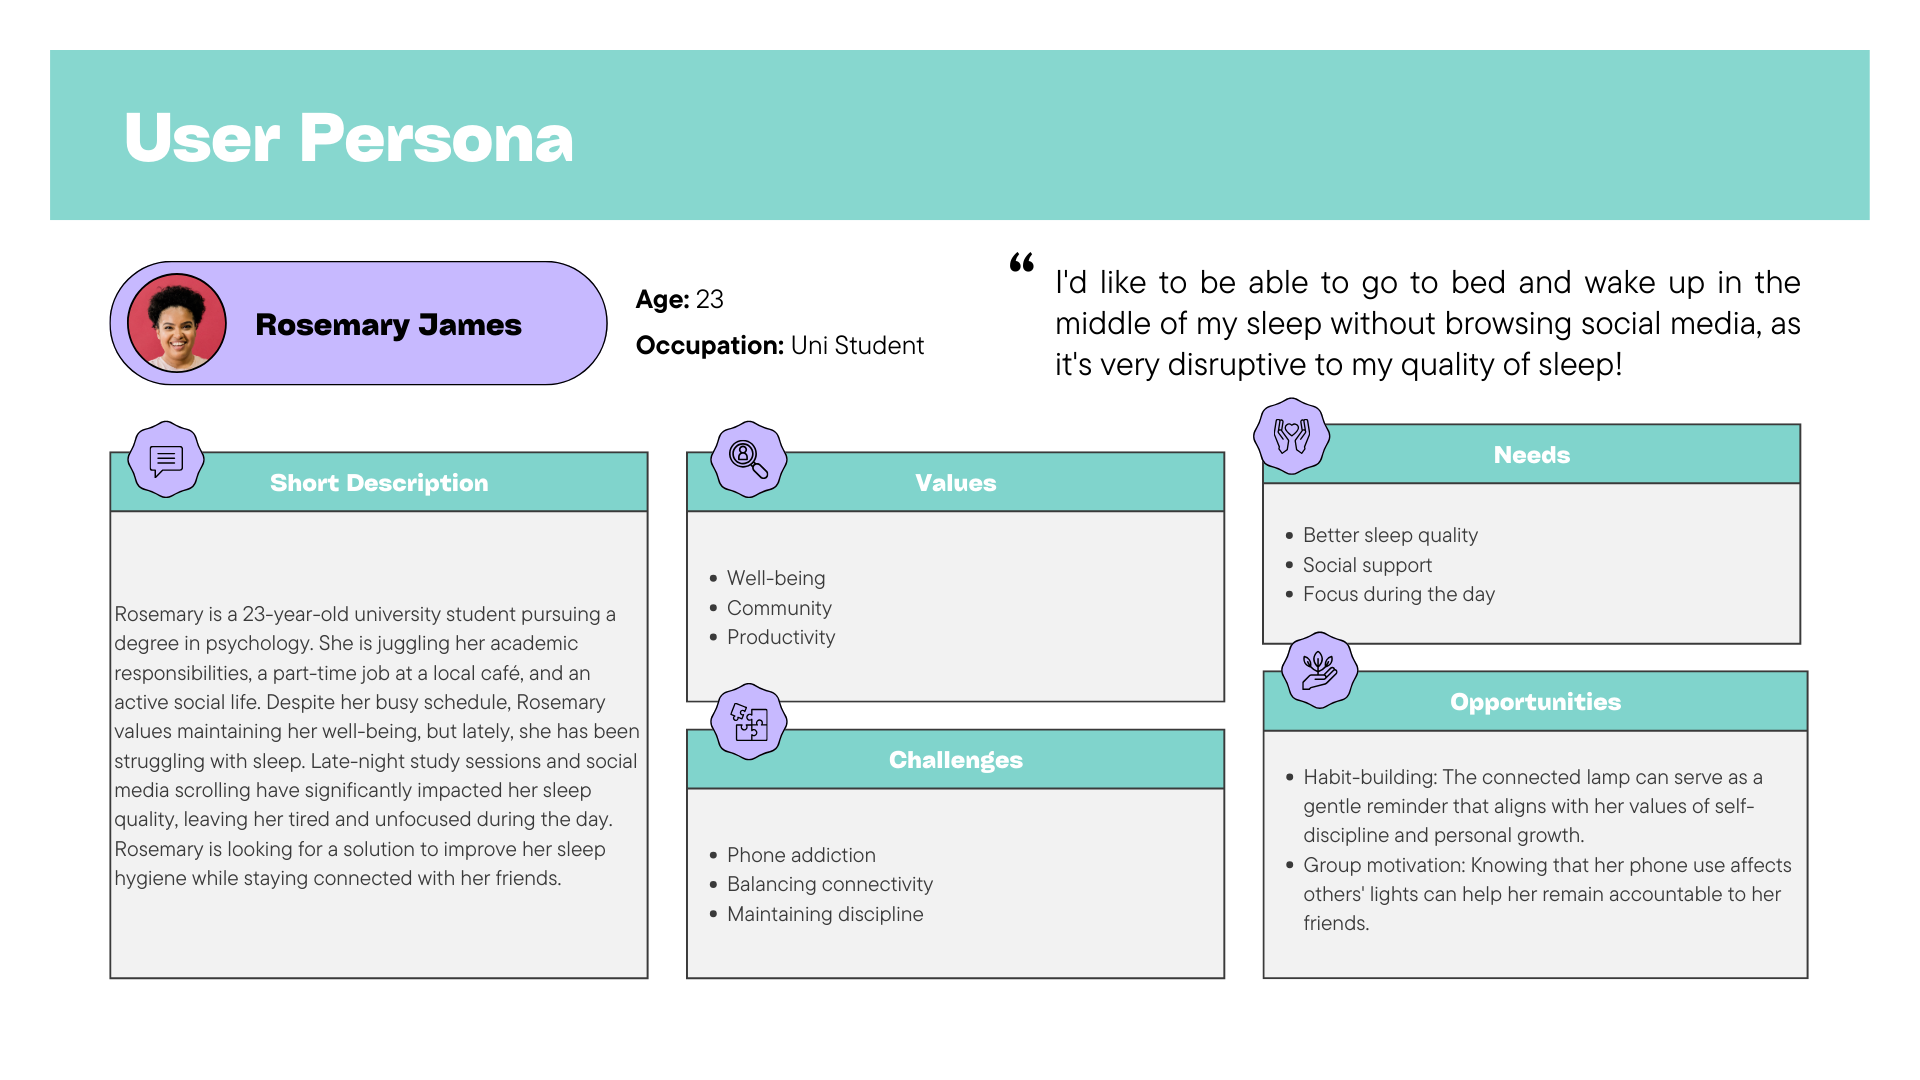 User Persona
Rosemary James
Age: 23
Occupation: Uni Student
“
I'd like to be able to go to bed and wake up in the
middle of my sleep without browsing social media, as
it's very disruptive to my quality of sleep!
Short Description
Rosemary is a 23-year-old university student pursuing a
degree in psychology. She is juggling her academic
responsibilities, a part-time job at a local café, and an
active social life. Despite her busy schedule, Rosemary
values maintaining her well-being, but lately, she has been
struggling with sleep. Late-night study sessions and social
media scrolling have significantly impacted her sleep
quality, leaving her tired and unfocused during the day.
Rosemary is looking for a solution to improve her sleep
hygiene while staying connected with her friends.
Values
• Well-being
• Community
• Productivity
Challenges
• Phone addiction
• Balancing connectivity
• Maintaining discipline
Needs
• Better sleep quality
• Social support
• Focus during the day
Opportunities
• Habit-building: The connected lamp can serve as a
gentle reminder that aligns with her values of self-
discipline and personal growth.
• Group motivation: Knowing that her phone use affects
others' lights can help her remain accountable to her
friends.